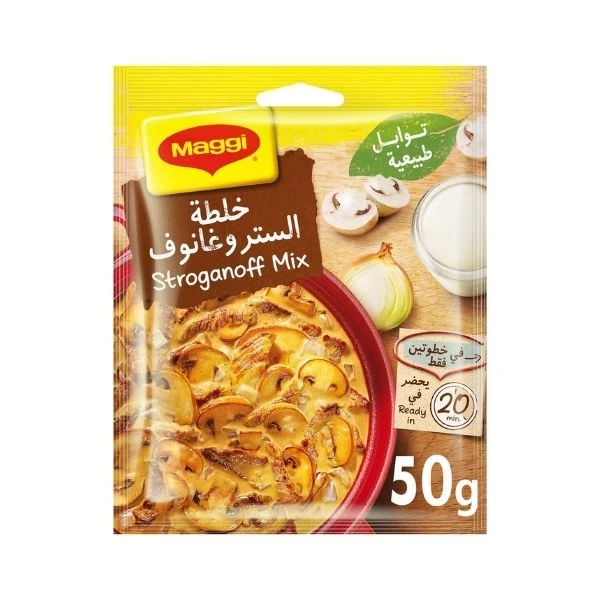 Maggi
توابل
طبيعية
خلطة
الستروغانوف
Stroganoff Mix
في خطوتين
فقط
يحضر
في
Ready
in
20
min.
50g